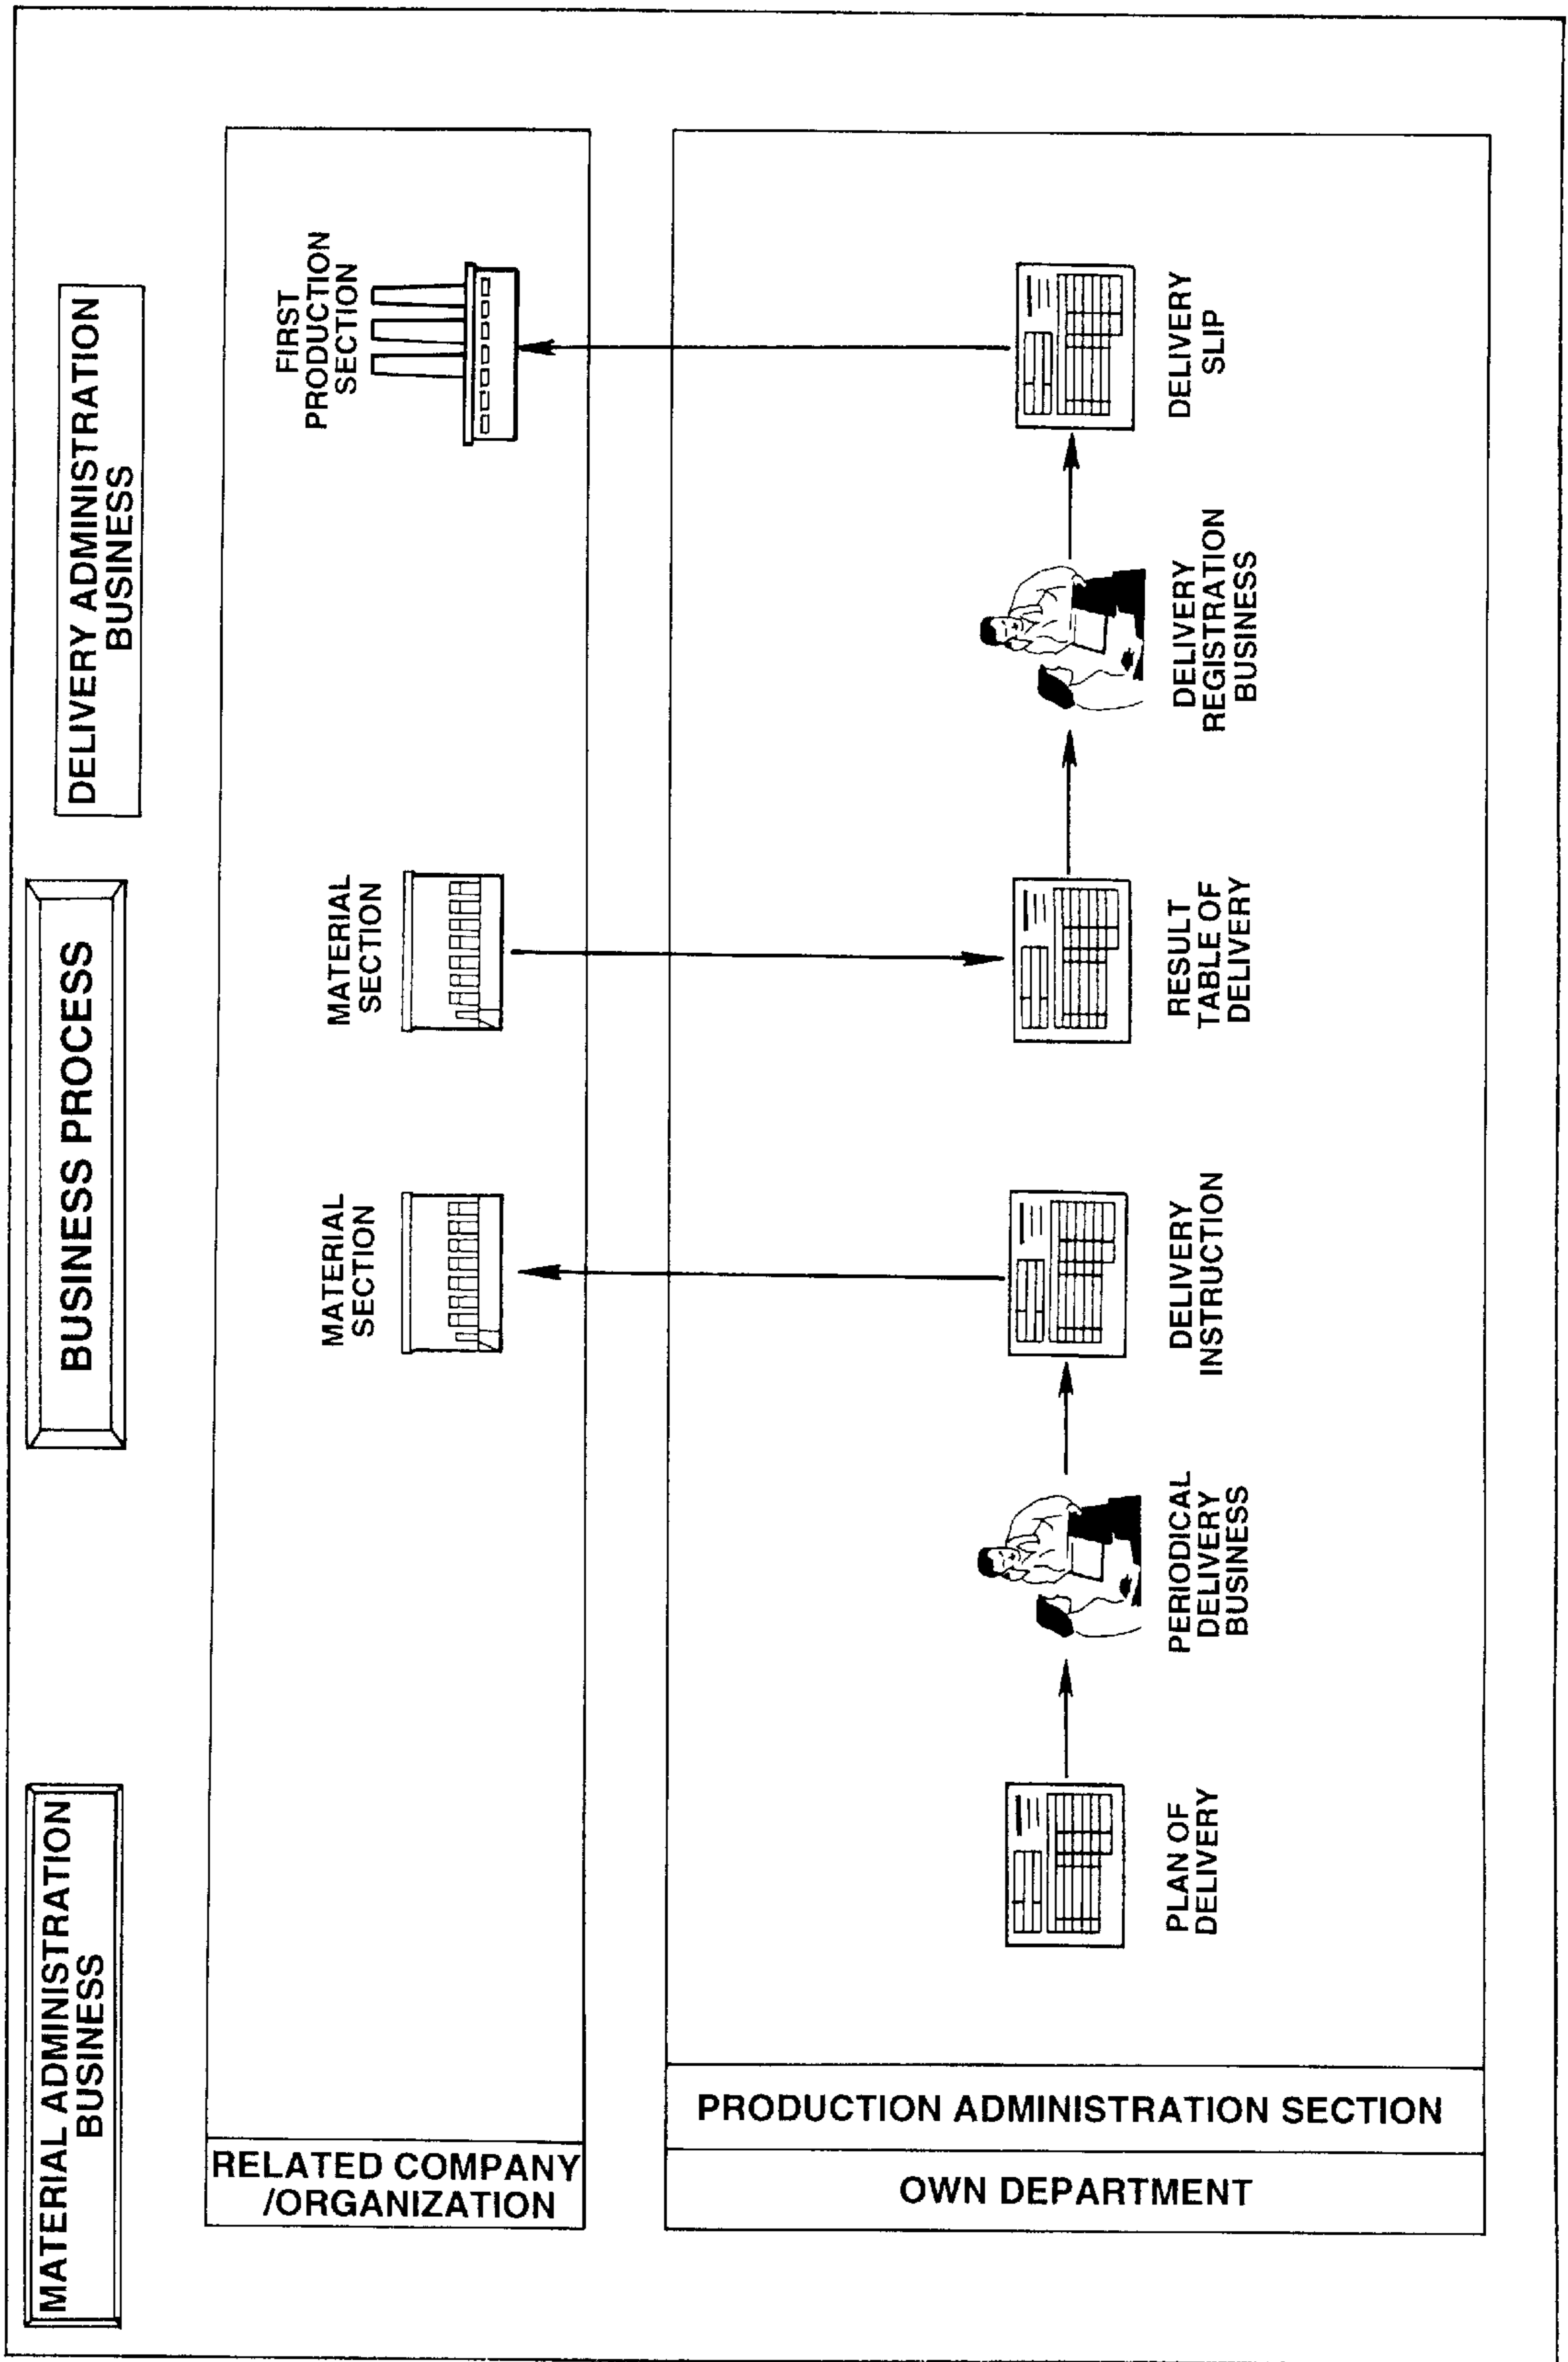 MATERIAL ADMINISTRATION
BUSINESS
BUSINESS PROCESS
DELIVERY ADMINISTRATION
BUSINESS
RELATED COMPANY
/ORGANIZATION
MATERIAL
SECTION
MATERIAL
SECTION
FIRST
PRODUCTION
SECTION
OWN DEPARTMENT
PRODUCTION ADMINISTRATION SECTION
PLAN OF
DELIVERY
PERIODICAL
DELIVERY
BUSINESS
DELIVERY
INSTRUCTION
RESULT
TABLE OF
DELIVERY
DELIVERY
REGISTRATION
BUSINESS
DELIVERY
SLIP